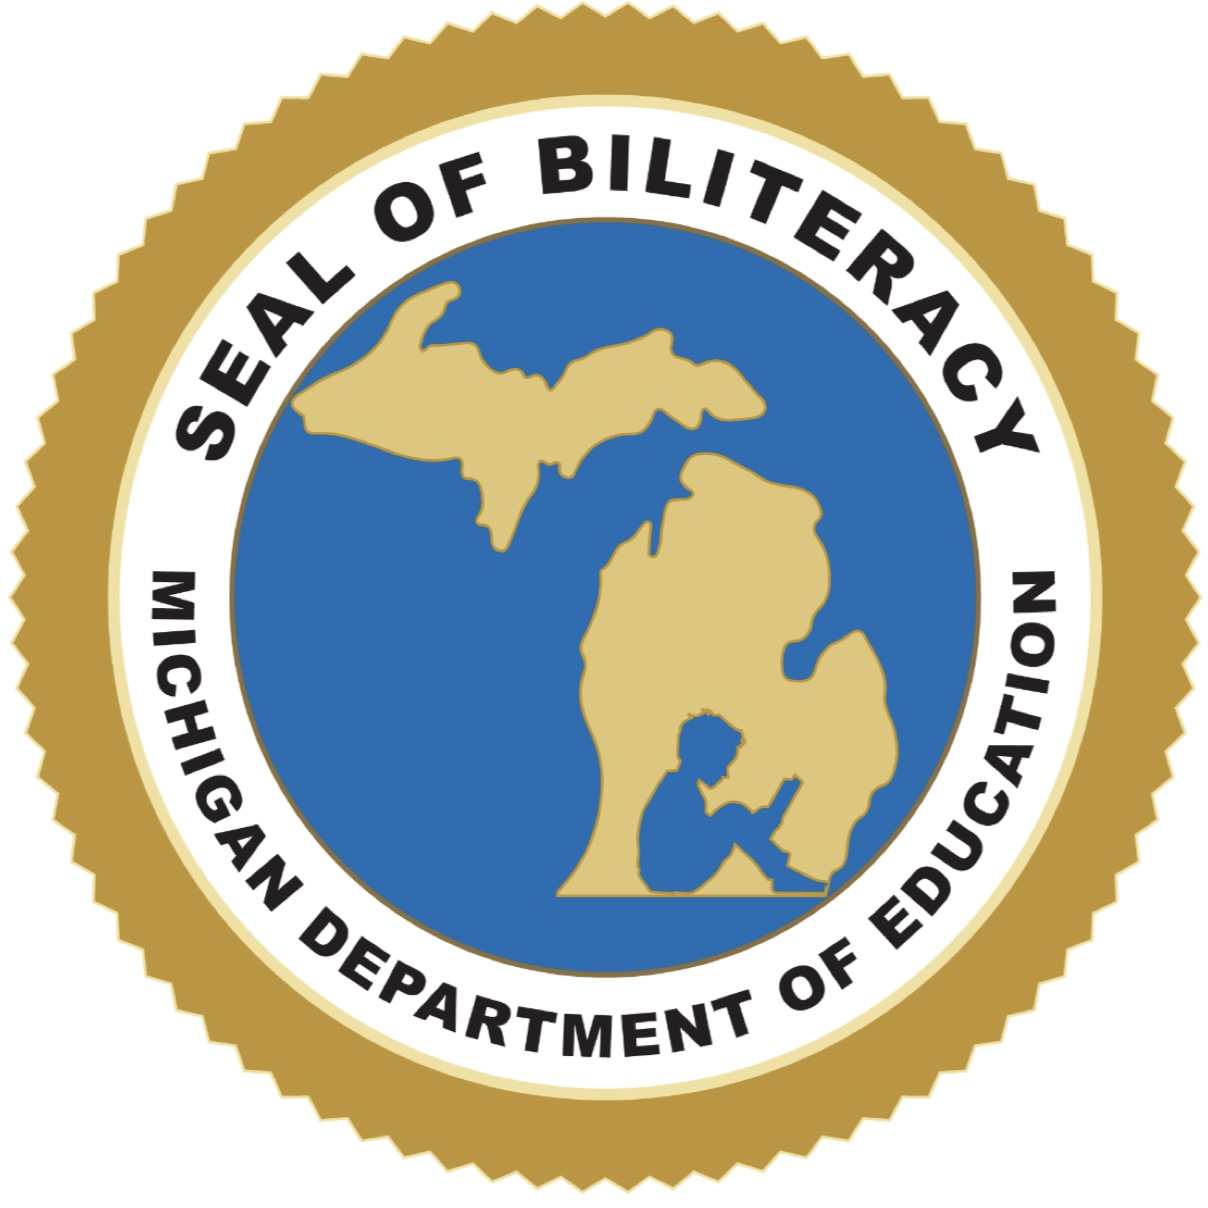 SEAL OF BILITERACY
MICHIGAN DEPARTMENT OF EDUCATION